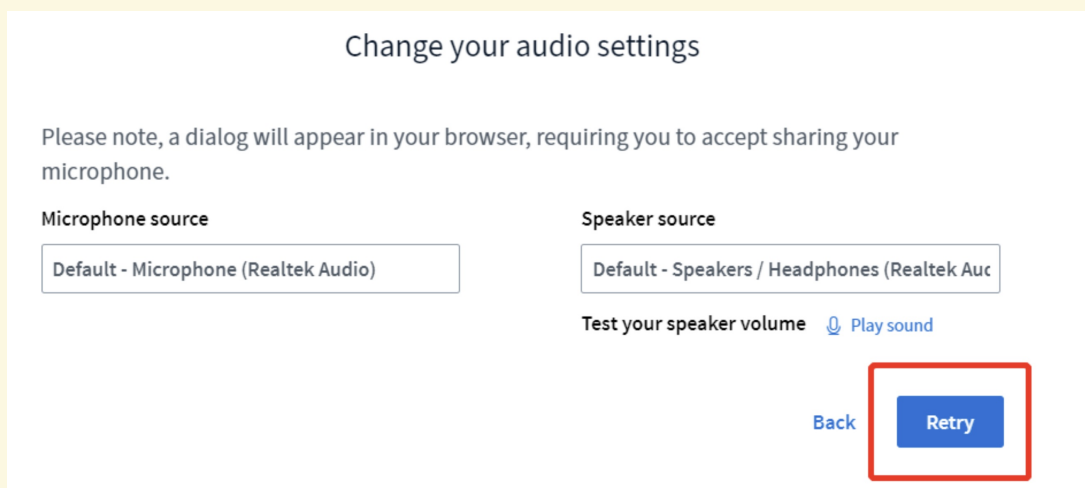 Change your audio settings
Please note, a dialog will appear in your browser, requiring you to accept sharing your
microphone.
Microphone source
Speaker source
Default - Microphone (Realtek Audio)
Default - Speakers / Headphones (Realtek Auc
Test your speaker volume
Play sound
Back
Retry